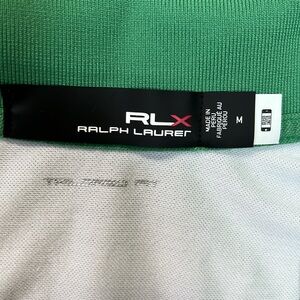 RLX
RALPH LAUREN
MADE IN
PERU
FABRIQUÉ AU
PÉROU
M